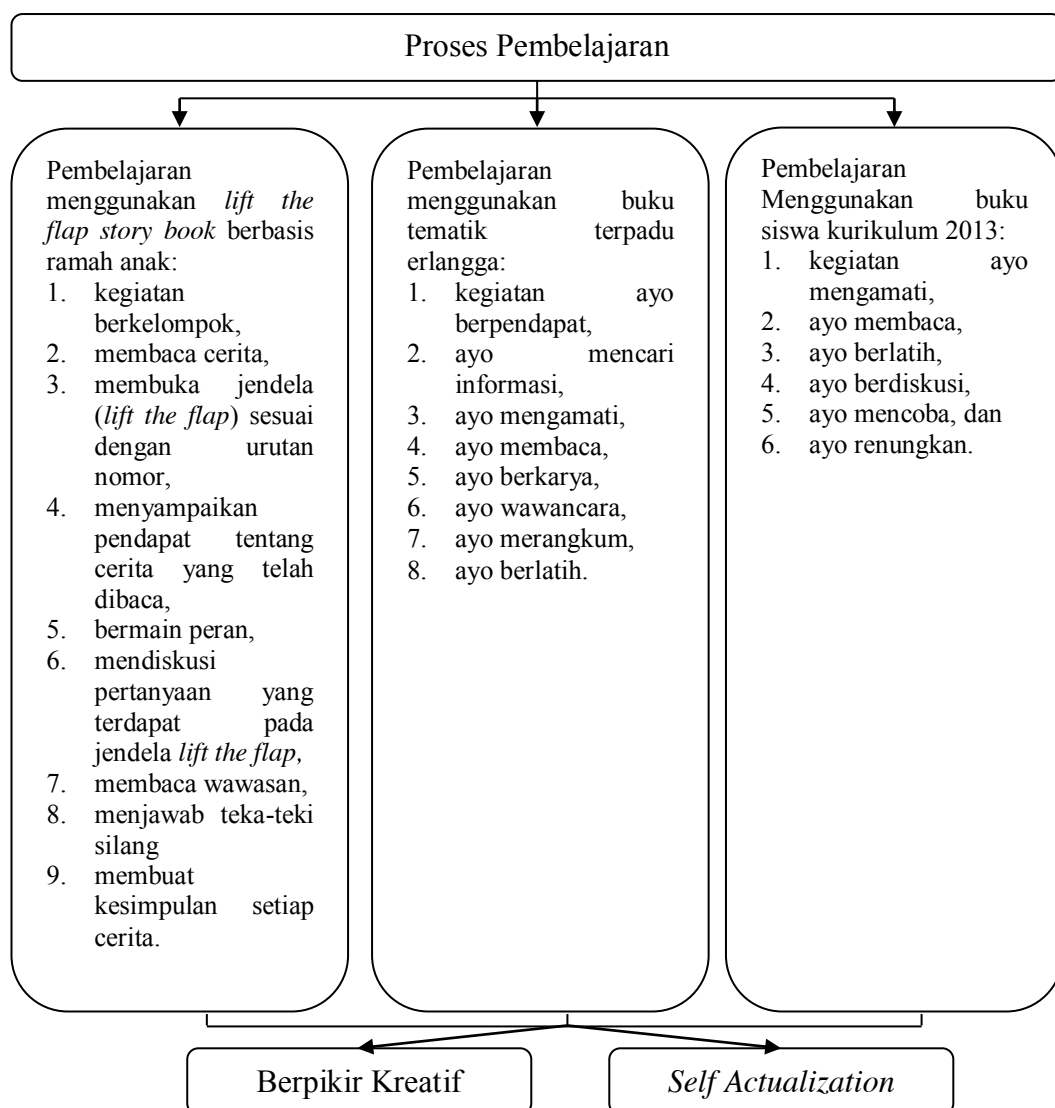 Proses Pembelajaran
Pembelajaran
menggunakan lift the
flap story book berbasis
ramah anak:
1. kegiatan
berkelompok,
2. membaca cerita,
3. membuka jendela
(lift the flap) sesuai
dengan urutan
nomor,
4. menyampaikan
pendapat tentang
cerita yang telah
dibaca,
5. bermain peran,
6. mendiskusi
pertanyaan yang
terdapat pada
jendela lift the flap,
7. membaca wawasan,
8. menjawab teka-teki
silang
9. membuat
kesimpulan setiap
cerita.
Pembelajaran
menggunakan buku
tematik terpadu
erlangga:
1. kegiatan ayo
berpendapat,
2. ayo mencari
informasi,
3. ayo mengamati,
4. ayo membaca,
5. ayo berkarya,
6. ayo wawancara,
7. ayo merangkum,
8. ayo berlatih.
Pembelajaran
Menggunakan buku
siswa kurikulum 2013:
1. kegiatan ayo
mengamati,
2. ayo membaca,
3. ayo berlatih,
4. ayo berdiskusi,
5. ayo mencoba, dan
6. ayo renungkan.
Berpikir Kreatif
Self Actualization